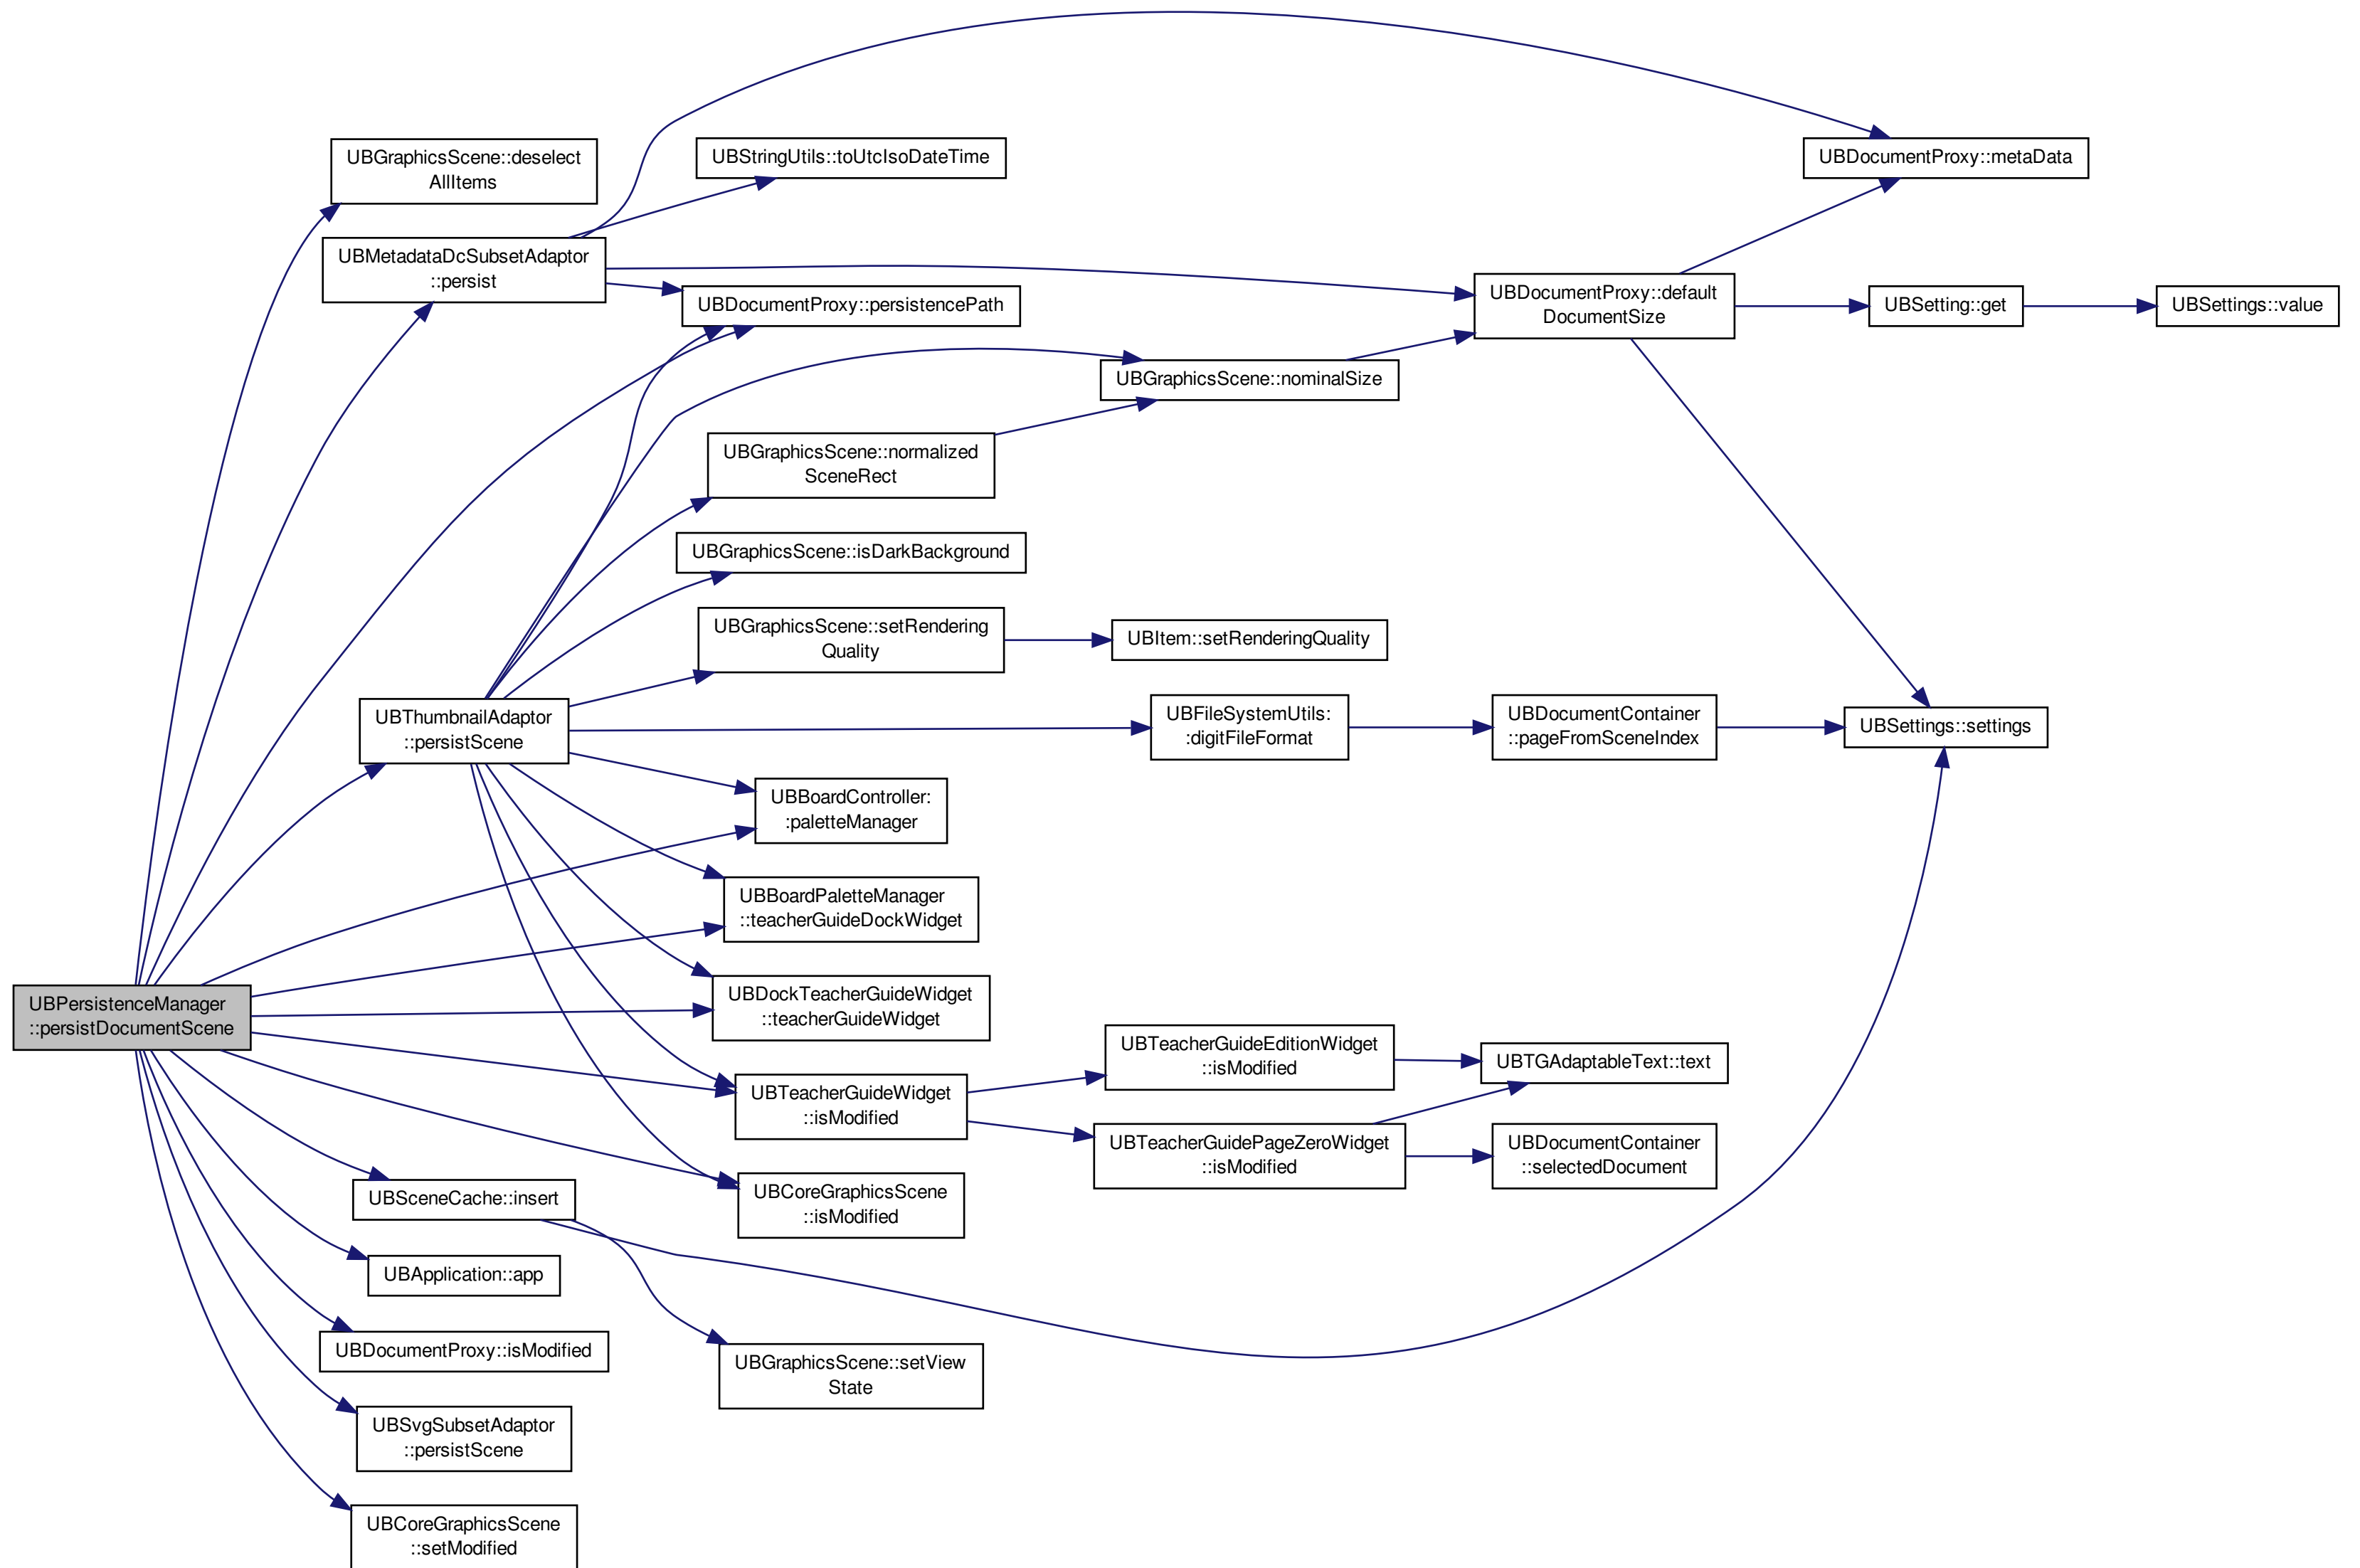 UBGraphicsScene::deselect
AllItems
UBStringUtils::toUtcIsoDateTime
UBDocumentProxy::metaData
UBMetadataDcSubsetAdaptor
::persist
UBDocumentProxy::persistencePath
UBDocumentProxy::default
DocumentSize
UBSetting::get
UBSettings::value
UBGraphicsScene::nominalSize
UBGraphicsScene::normalized
SceneRect
UBGraphicsScene::isDarkBackground
UBGraphicsScene::setRendering
Quality
UBItem::setRenderingQuality
UBThumbnailAdaptor
::persistScene
UBFileSystemUtils:
:digitFileFormat
UBDocumentContainer
::pageFromSceneIndex
UBSettings::settings
UBBoardController:
:paletteManager
UBBoardPaletteManager
::teacherGuideDockWidget
UBPersistenceManager
::persistDocumentScene
UBDockTeacherGuideWidget
::teacherGuideWidget
UBTeacherGuideEditionWidget
::isModified
UBTGAdaptableText::text
UBTeacherGuideWidget
::isModified
UBTeacherGuidePageZeroWidget
::isModified
UBDocumentContainer
::selectedDocument
UBSceneCache::insert
UBCoreGraphicsScene
::isModified
UBApplication::app
UBDocumentProxy::isModified
UBGraphicsScene::setView
State
UBSvgSubsetAdaptor
::persistScene
UBCoreGraphicsScene
::setModified